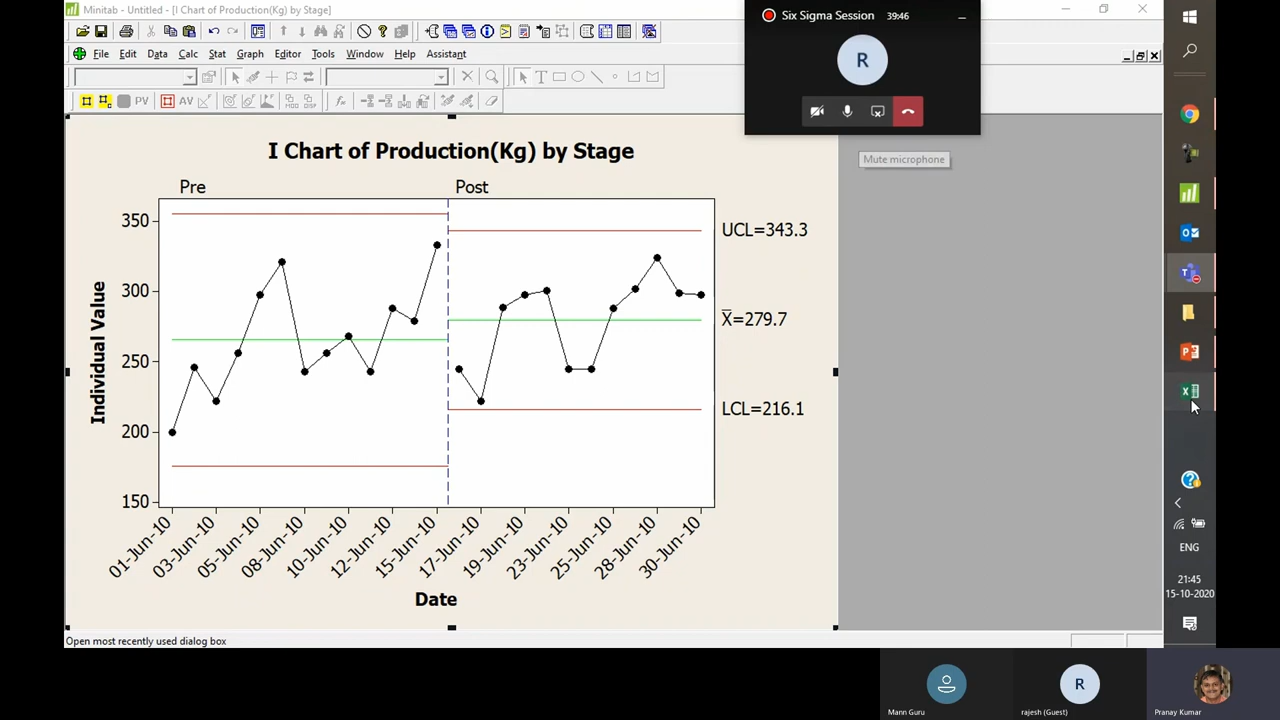 Minitab - Untitled - [I Chart of Production(Kg) by Stage]
File Edit Data Calc Stat Graph Editor Tools Window Help Assistant
PV AV
Six Sigma Session 39:46
R
Mute microphone
I Chart of Production(Kg) by Stage
Pre Post
350
300
250
200
150
Individual Value
UCL=343.3
X̅=279.7
LCL=216.1
01-Jun-10 03-Jun-10 05-Jun-10 08-Jun-10 10-Jun-10 12-Jun-10 15-Jun-10 17-Jun-10 19-Jun-10 23-Jun-10 25-Jun-10 28-Jun-10 30-Jun-10
Date
Open most recently used dialog box
ENG
21:45
15-10-2020
R
Mann Guru rajesh (Guest) Pranay Kumar